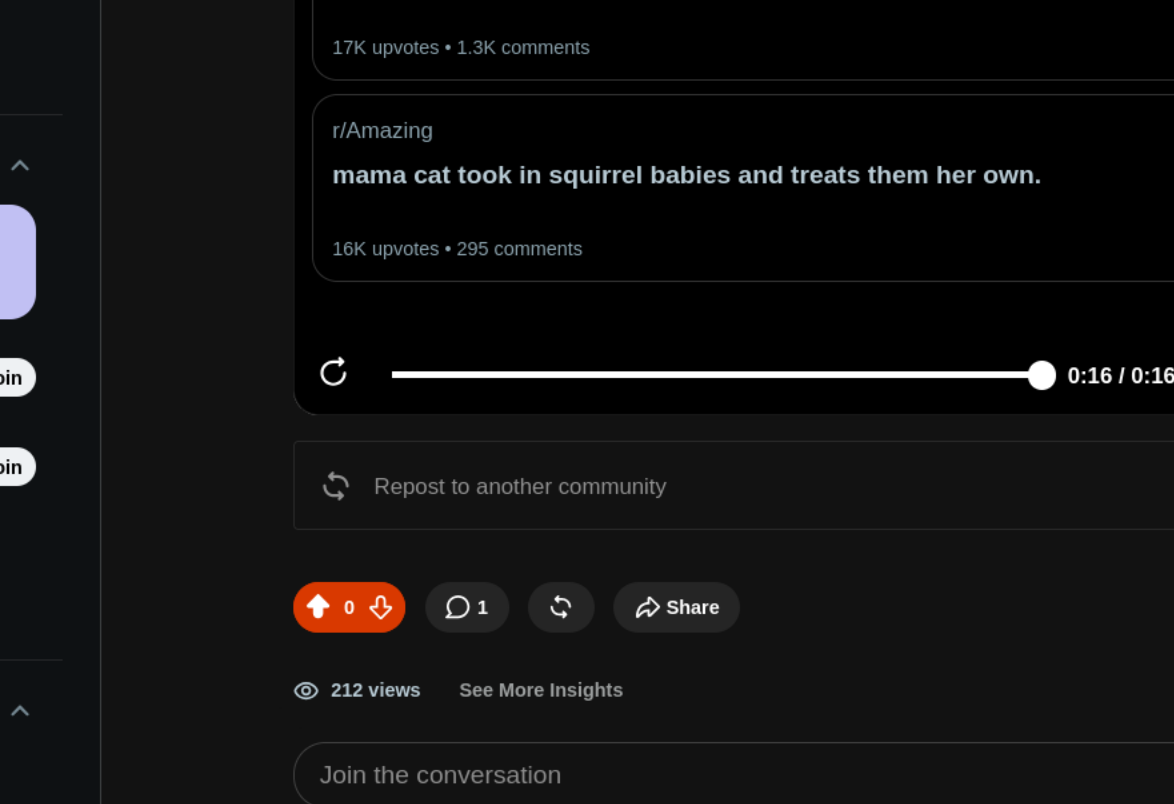 17K upvotes • 1.3K comments
r/Amazing
mama cat took in squirrel babies and treats them her own.
16K upvotes • 295 comments
0:16 / 0:16
oin
Repost to another community
oin
0 1 Share
212 views See More Insights
Join the conversation